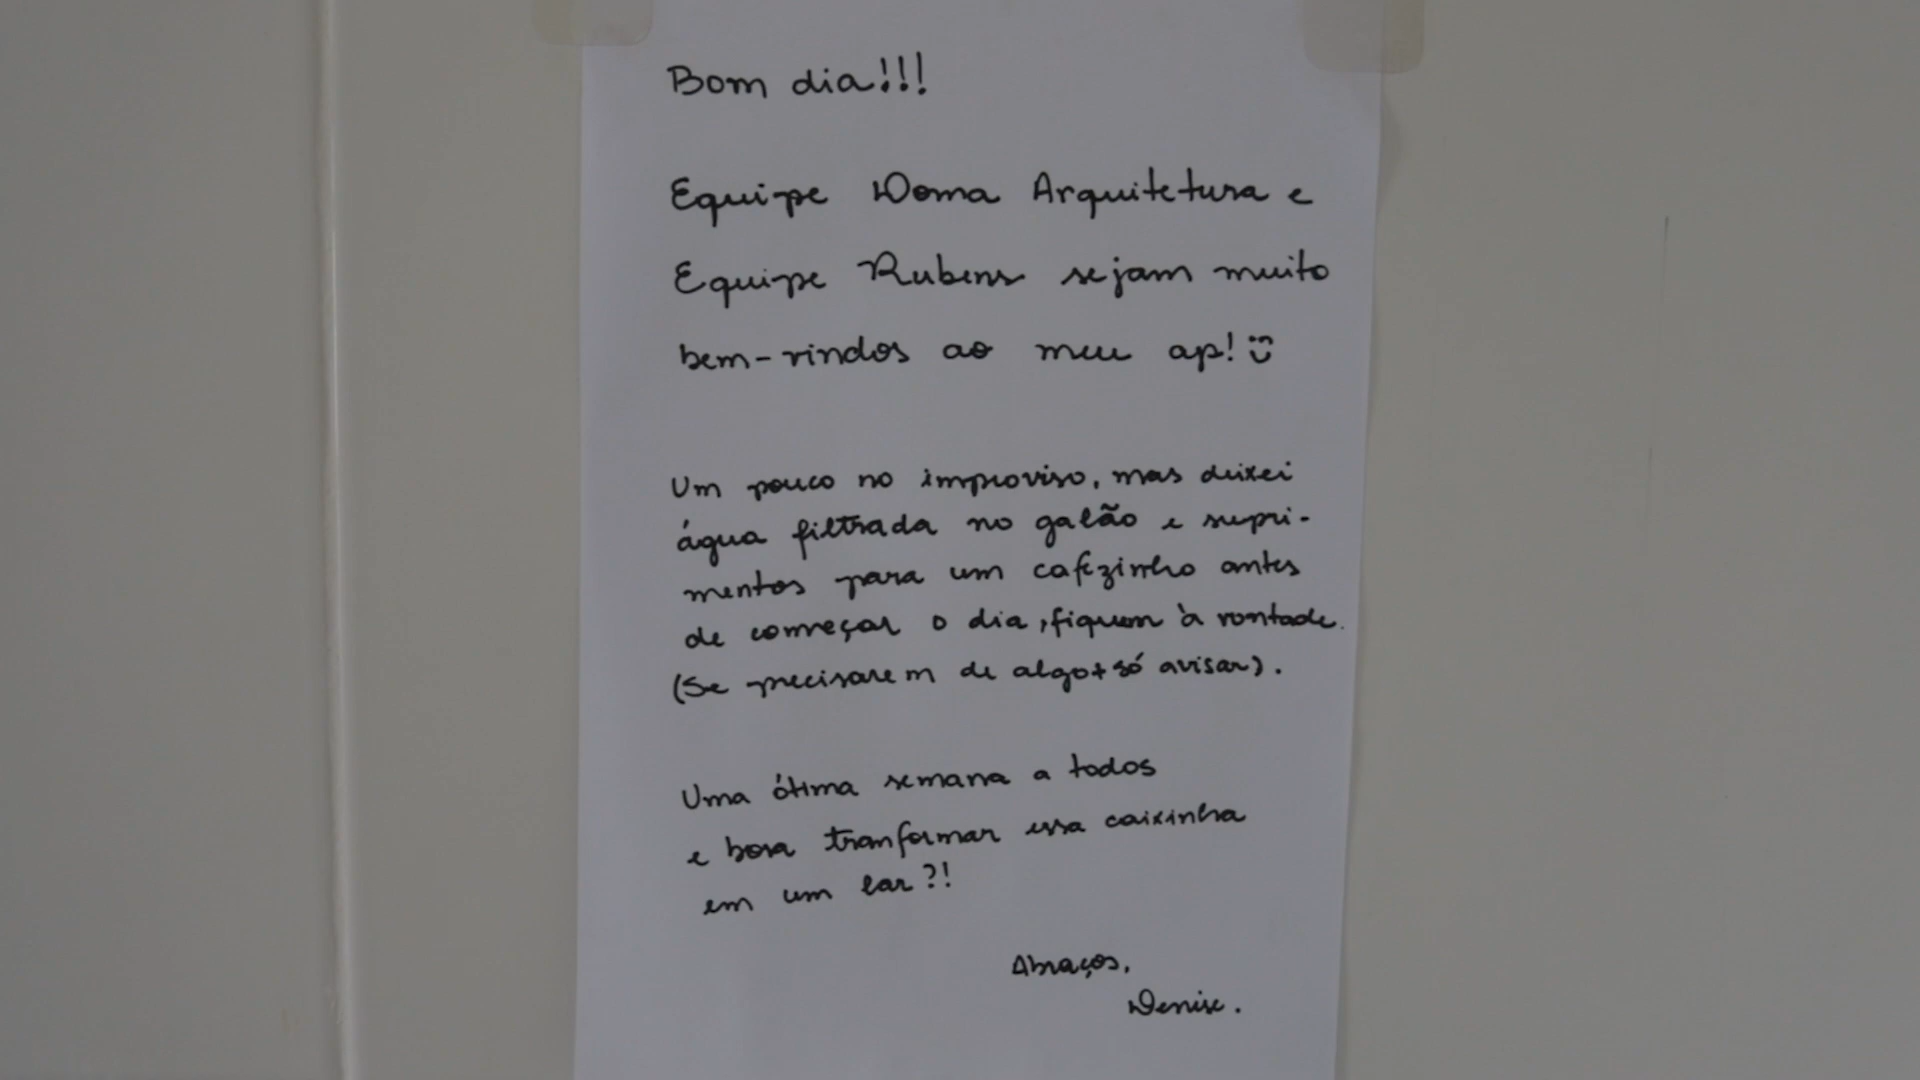 Bom dia!!!
Equipe Doma Arquitetura e
Equipe Rubens sejam muito
bem-vindos ao meu ap! :)
Um pouco no improviso, mas deixei
água filtrada no galão e supri-
mentos para um cafezinho antes
de começar o dia, fiquem à vontade.
(Se precisarem de algo + só avisar).
Uma ótima semana a todos
e bora tranformar essa caixinha
em um lar?!
Abraços,
Denise.